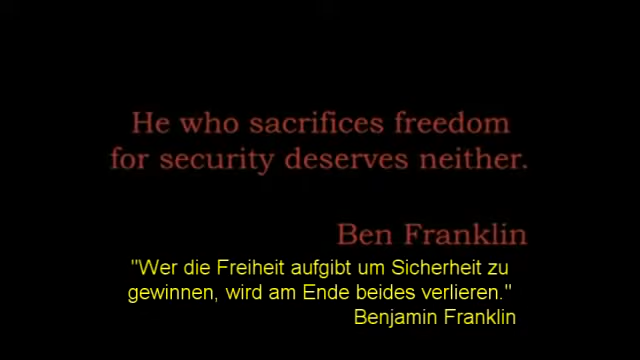 He who sacrifices freedom
for security deserves neither.
Ben Franklin
"Wer die Freiheit aufgibt um Sicherheit zu
gewinnen, wird am Ende beides verlieren."
Benjamin Franklin